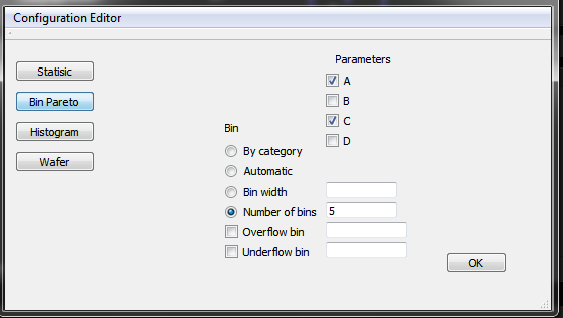 Configuration Editor
Statisic
Bin Pareto
Histogram
Wafer
Parameters
A
B
C
D
Bin
By category
Automatic
Bin width
Number of bins 5
Overflow bin
Underflow bin
OK